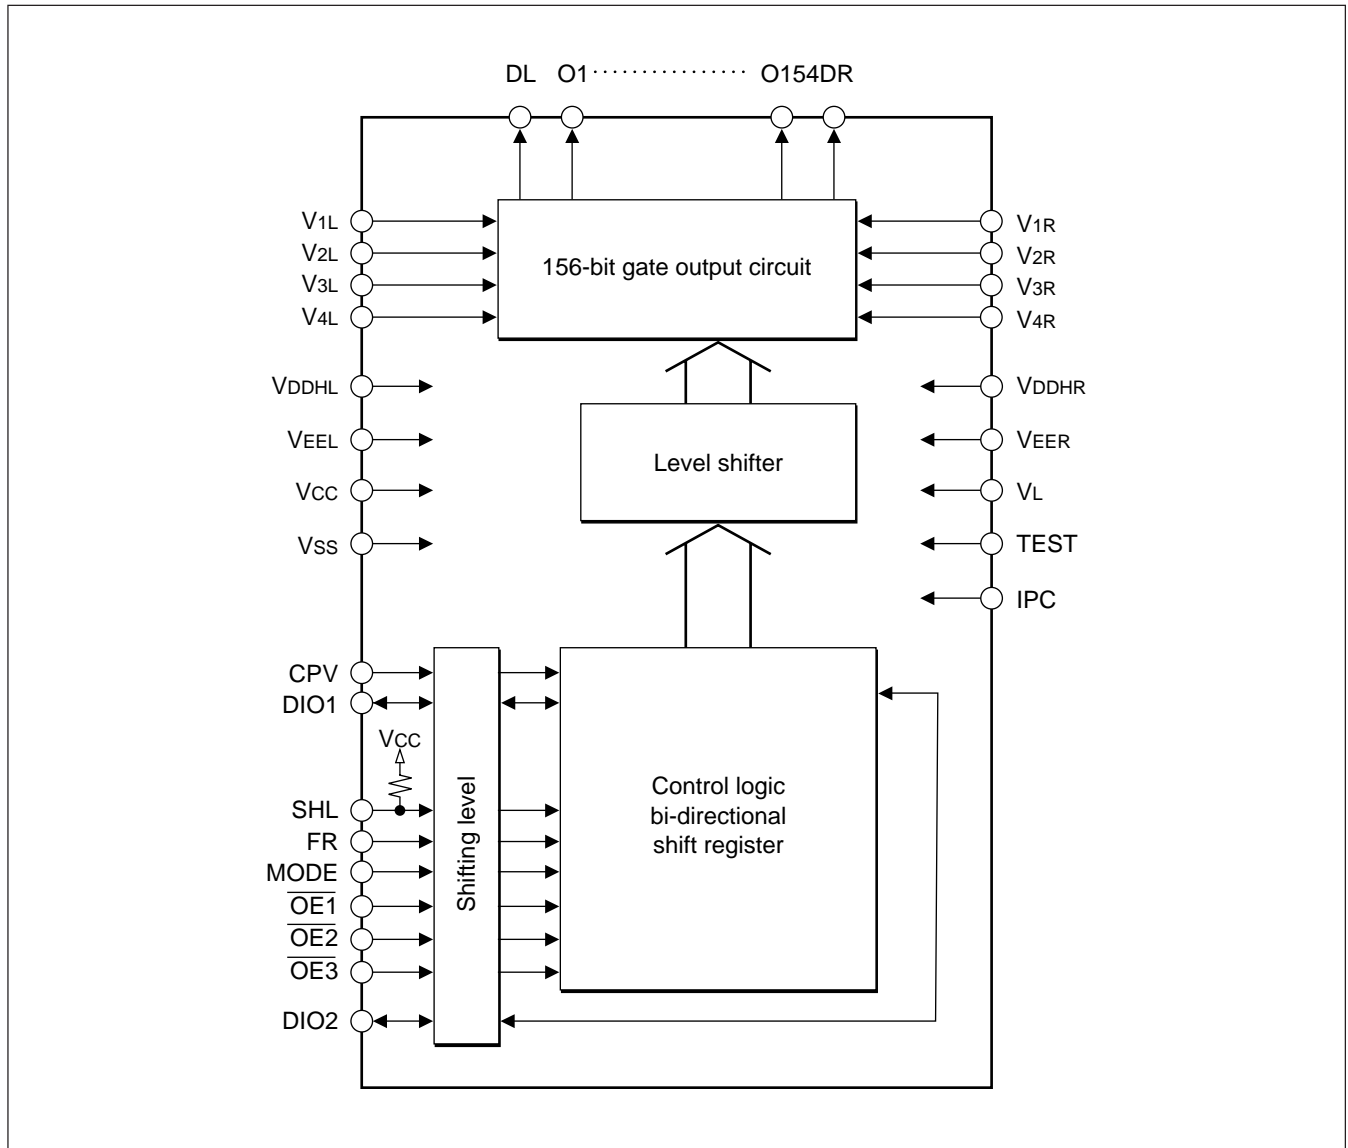 DL O1 ················ O154DR
V1L
V2L
V3L
V4L
156-bit gate output circuit
V1R
V2R
V3R
V4R
VDDHL
VEEL
VCC
VSS
Level shifter
VDDHR
VEER
VL
TEST
IPC
CPV
DIO1
VCC
SHL
FR
MODE
OE1
OE2
OE3
DIO2
Shifting level
Control logic
bi-directional
shift register